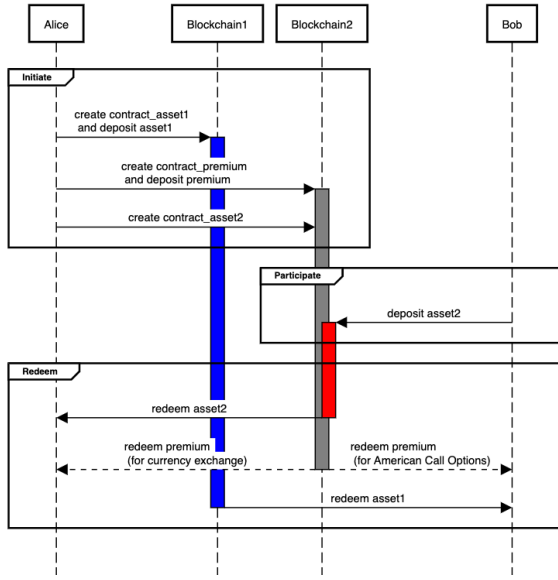 Alice
Blockchain1
Blockchain2
Bob
Initiate
create contract_asset1
and deposit asset1
create contract_premium
and deposit premium
create contract_asset2
Participate
deposit asset2
Redeem
redeem asset2
redeem premium
(for currency exchange)
redeem premium
(for American Call Options)
redeem asset1